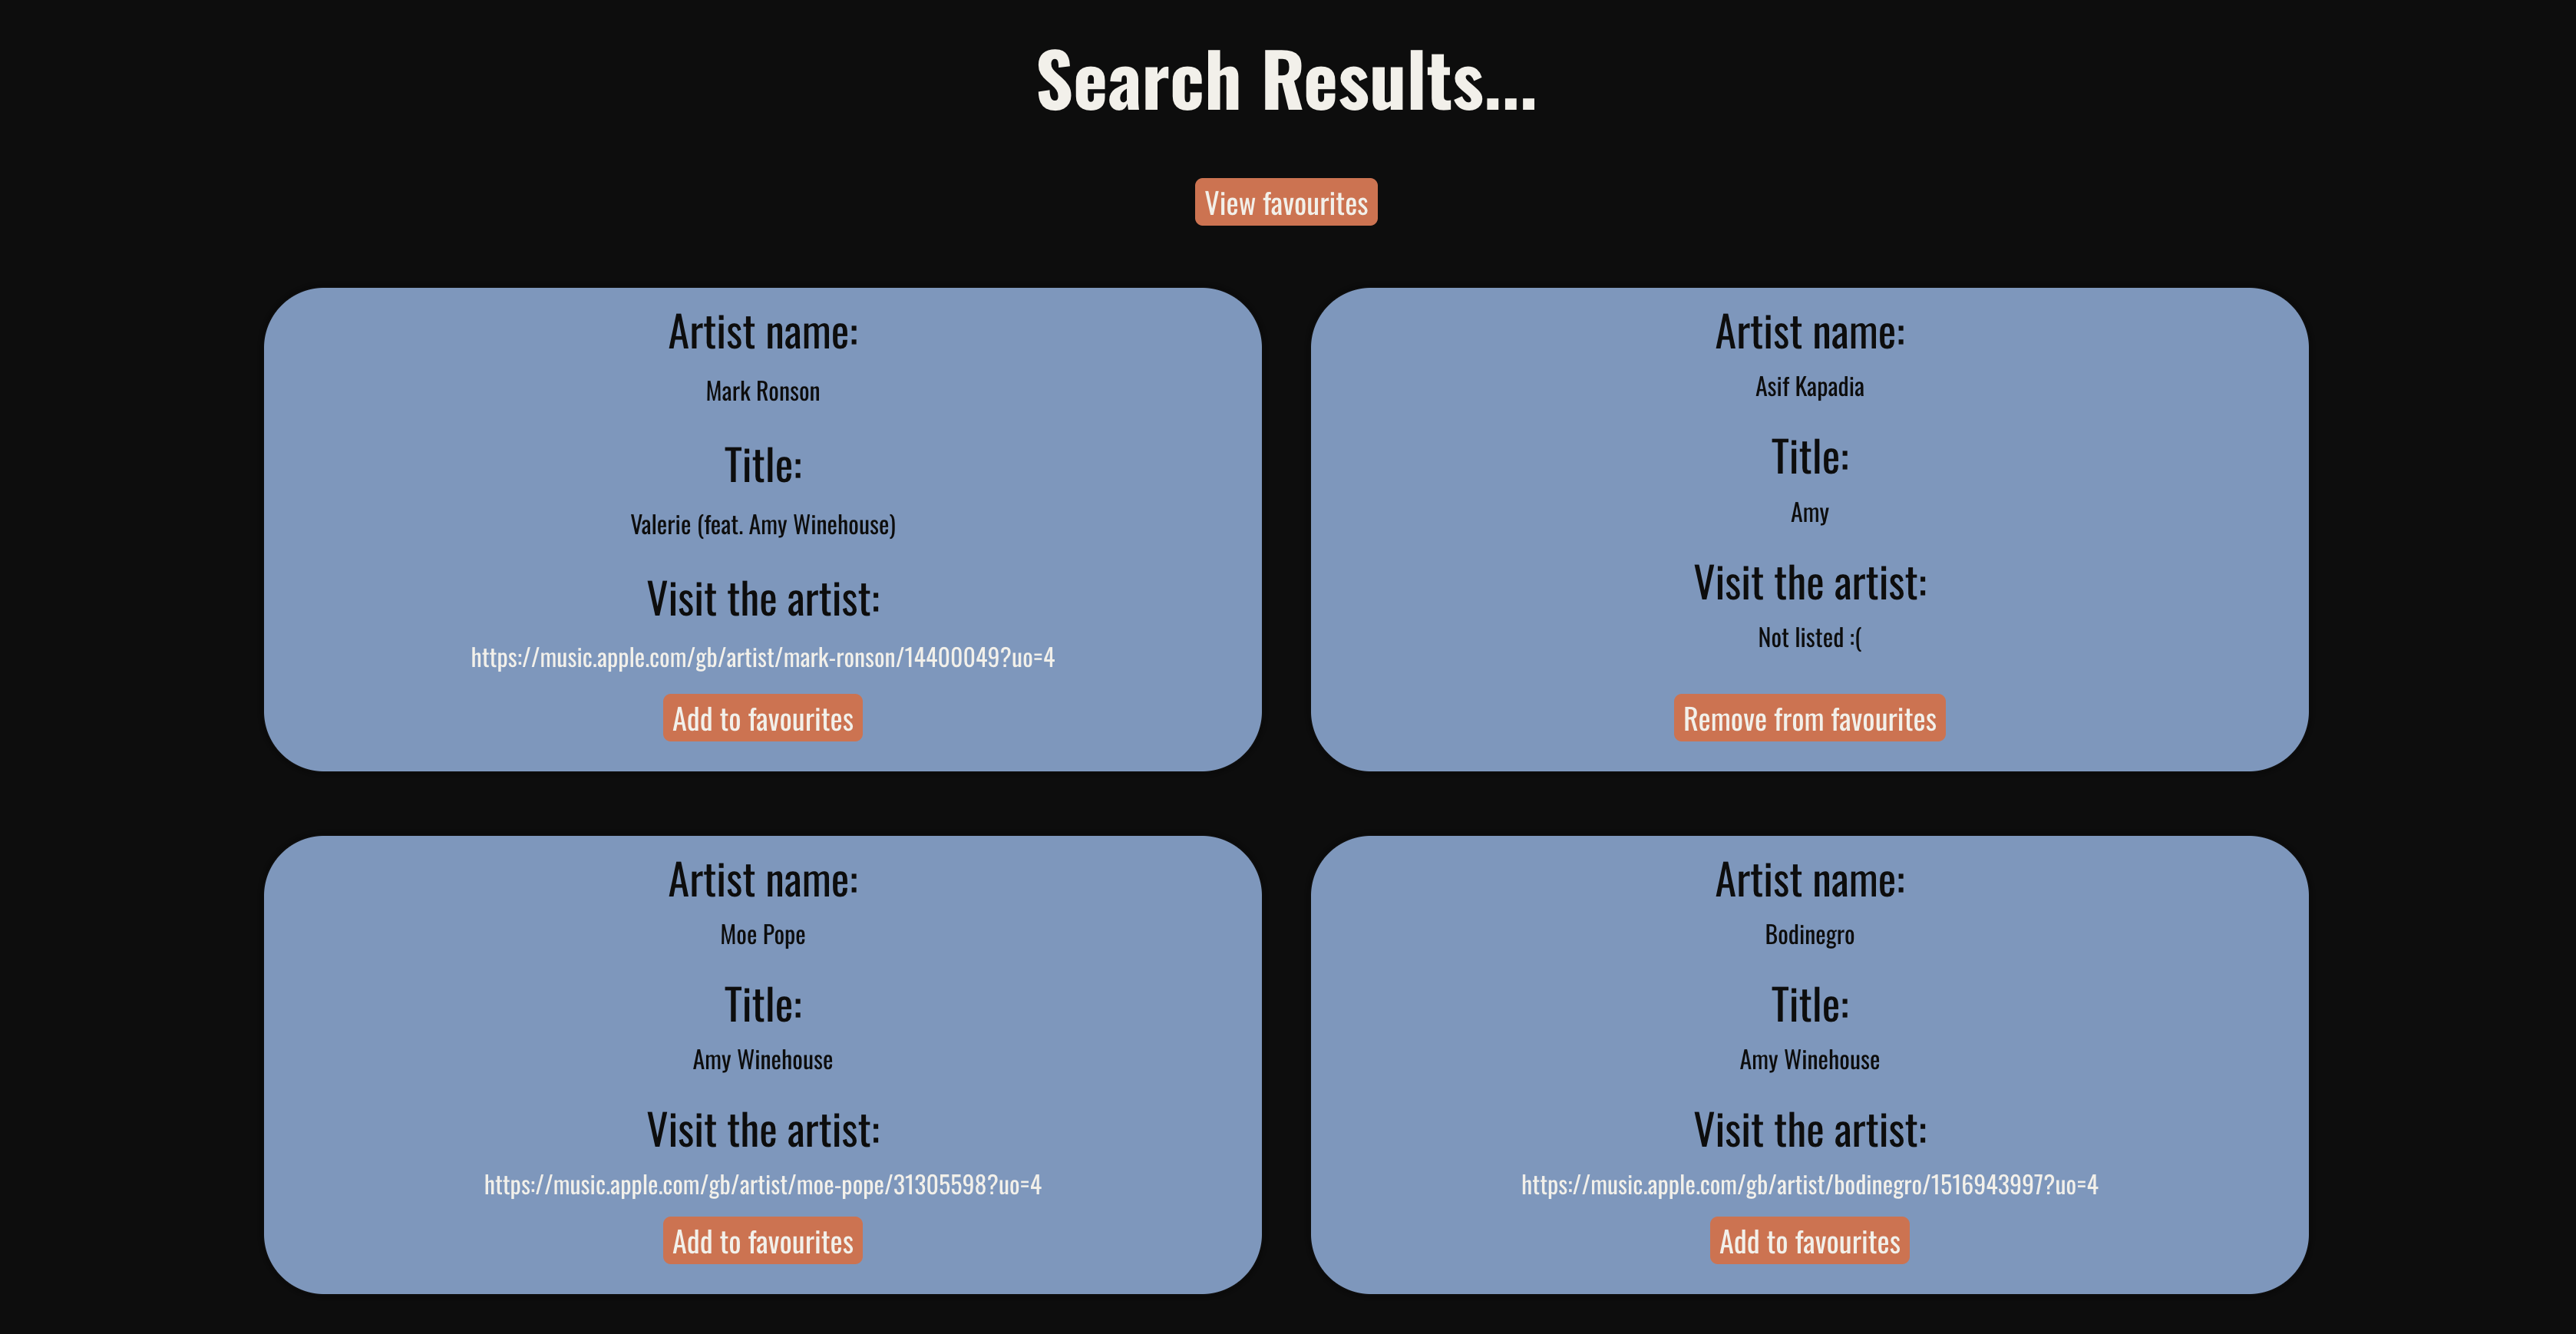 Search Results...
View favourites
Artist name:
Mark Ronson
Title:
Valerie (feat. Amy Winehouse)
Visit the artist:
https://music.apple.com/gb/artist/mark-ronson/14400049?uo=4
Add to favourites
Artist name:
Asif Kapadia
Title:
Amy
Visit the artist:
Not listed :(
Remove from favourites
Artist name:
Moe Pope
Title:
Amy Winehouse
Visit the artist:
https://music.apple.com/gb/artist/moe-pope/31305598?uo=4
Add to favourites
Artist name:
Bodinegro
Title:
Amy Winehouse
Visit the artist:
https://music.apple.com/gb/artist/bodinegro/1516943997?uo=4
Add to favourites